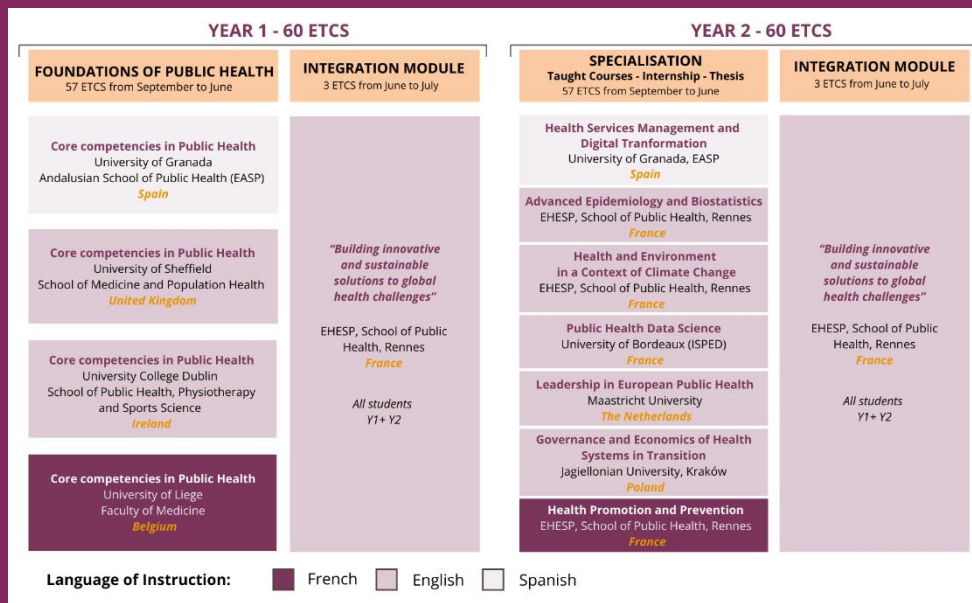 YEAR 1 - 60 ETCS
FOUNDATIONS OF PUBLIC HEALTH
57 ETCS from September to June
Core competencies in Public Health
University of Granada
Andalusian School of Public Health (EASP)
Spain
Core competencies in Public Health
University of Sheffield
School of Medicine and Population Health
United Kingdom
Core competencies in Public Health
University College Dublin
School of Public Health, Physiotherapy
and Sports Science
Ireland
Core competencies in Public Health
University of Liege
Faculty of Medicine
Belgium
INTEGRATION MODULE
3 ETCS from June to July
"Building innovative
and sustainable
solutions to global
health challenges"
EHESP, School of Public
Health, Rennes
France
All students
Y1+ Y2
YEAR 2 - 60 ETCS
SPECIALISATION
Taught Courses - Internship - Thesis
57 ETCS from September to June
Health Services Management and
Digital Tranformation
University of Granada, EASP
Spain
Advanced Epidemiology and Biostatistics
EHESP, School of Public Health, Rennes
France
Health and Environment
in a Context of Climate Change
EHESP, School of Public Health, Rennes
France
Public Health Data Science
University of Bordeaux (ISPED)
France
Leadership in European Public Health
Maastricht University
The Netherlands
Governance and Economics of Health
Systems in Transition
Jagiellonian University, Kraków
Poland
Health Promotion and Prevention
EHESP, School of Public Health, Rennes
France
INTEGRATION MODULE
3 ETCS from June to July
"Building innovative
and sustainable
solutions to global
health challenges"
EHESP, School of Public
Health, Rennes
France
All students
Y1+ Y2
Language of Instruction: French English Spanish